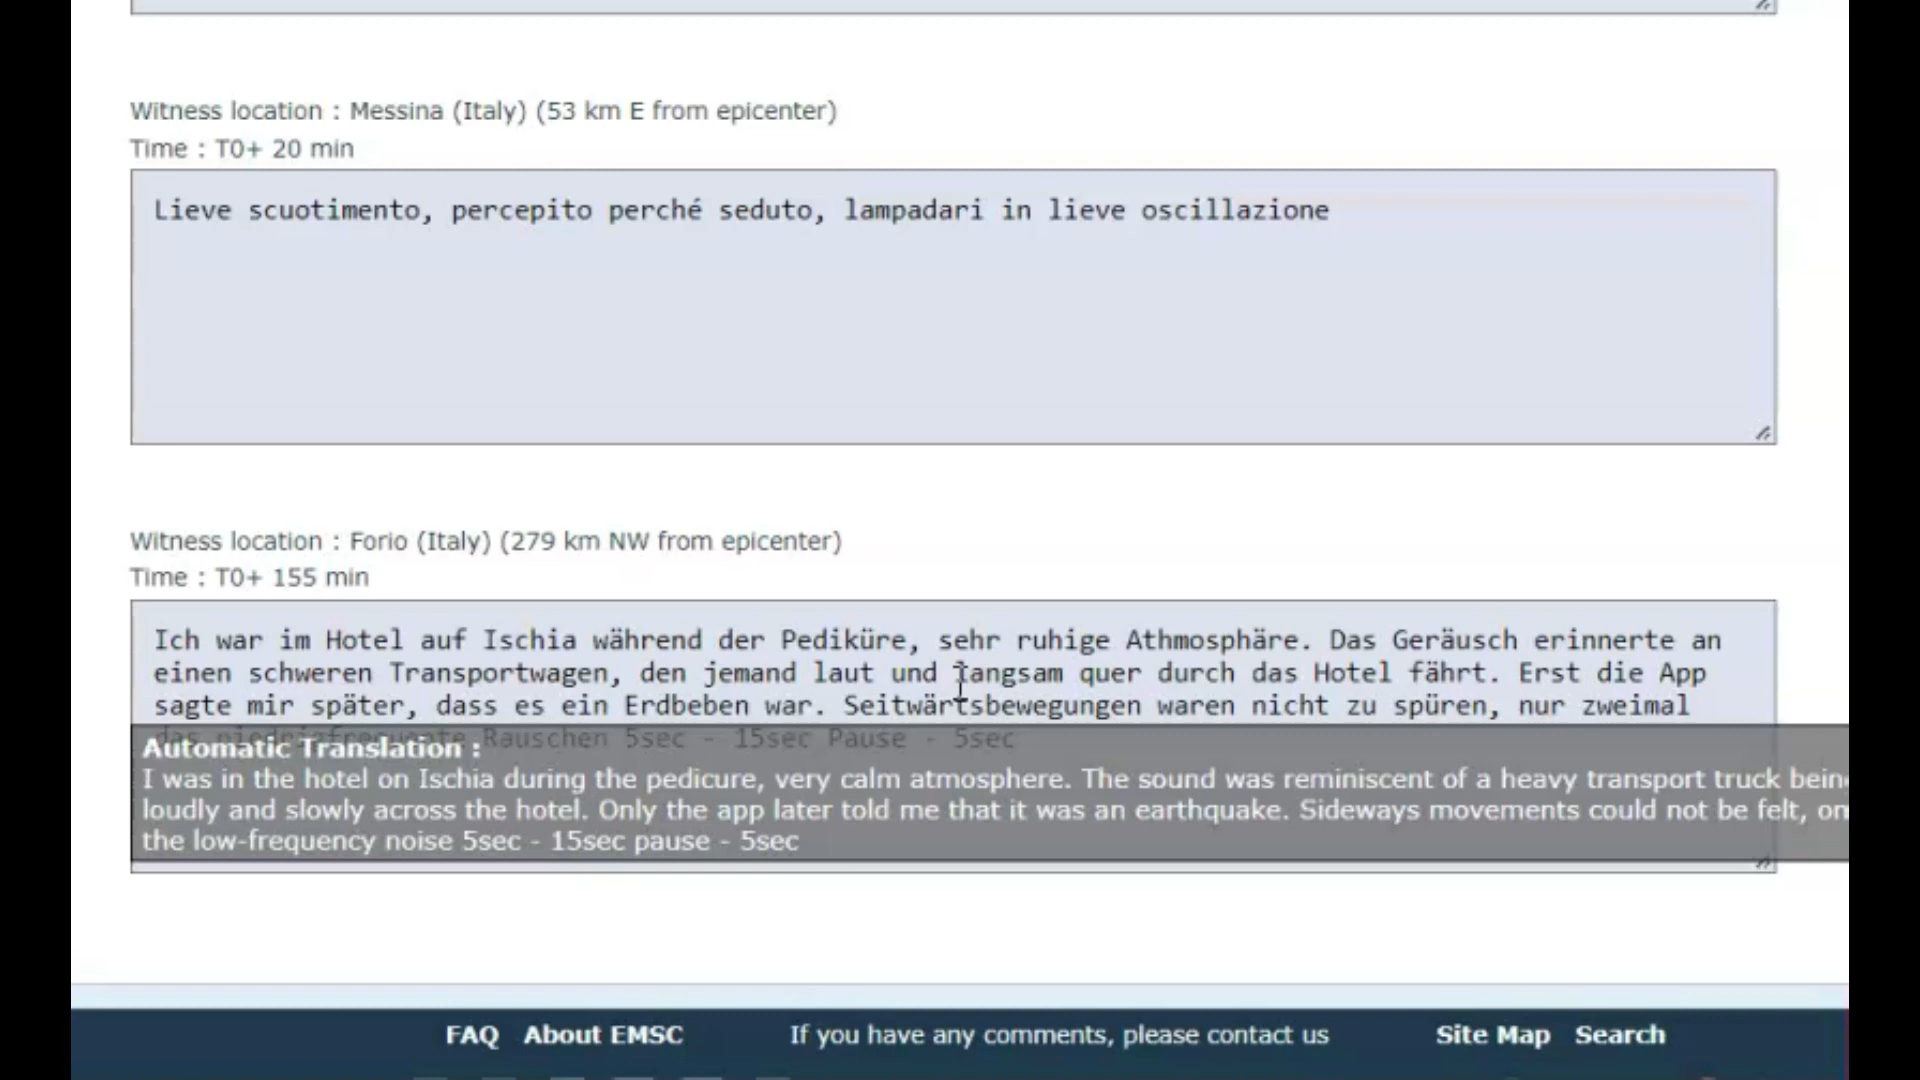 Witness location : Messina (Italy) (53 km E from epicenter)
Time : T0+ 20 min
Lieve scuotimento, percepito perché seduto, lampadari in lieve oscillazione
Witness location : Forio (Italy) (279 km NW from epicenter)
Time : T0+ 155 min
Ich war im Hotel auf Ischia während der Pediküre, sehr ruhige Athmosphäre. Das Geräusch erinnerte an
einen schweren Transportwagen, den jemand laut und langsam quer durch das Hotel fährt. Erst die App
sagte mir später, dass es ein Erdbeben war. Seitwärtsbewegungen waren nicht zu spüren, nur zweimal
das niedrigfrequente Rauschen 5sec - 15sec Pause - 5sec
Automatic Translation :
I was in the hotel on Ischia during the pedicure, very calm atmosphere. The sound was reminiscent of a heavy transport truck bein
loudly and slowly across the hotel. Only the app later told me that it was an earthquake. Sideways movements could not be felt, on
the low-frequency noise 5sec - 15sec pause - 5sec
FAQ About EMSC If you have any comments, please contact us Site Map Search